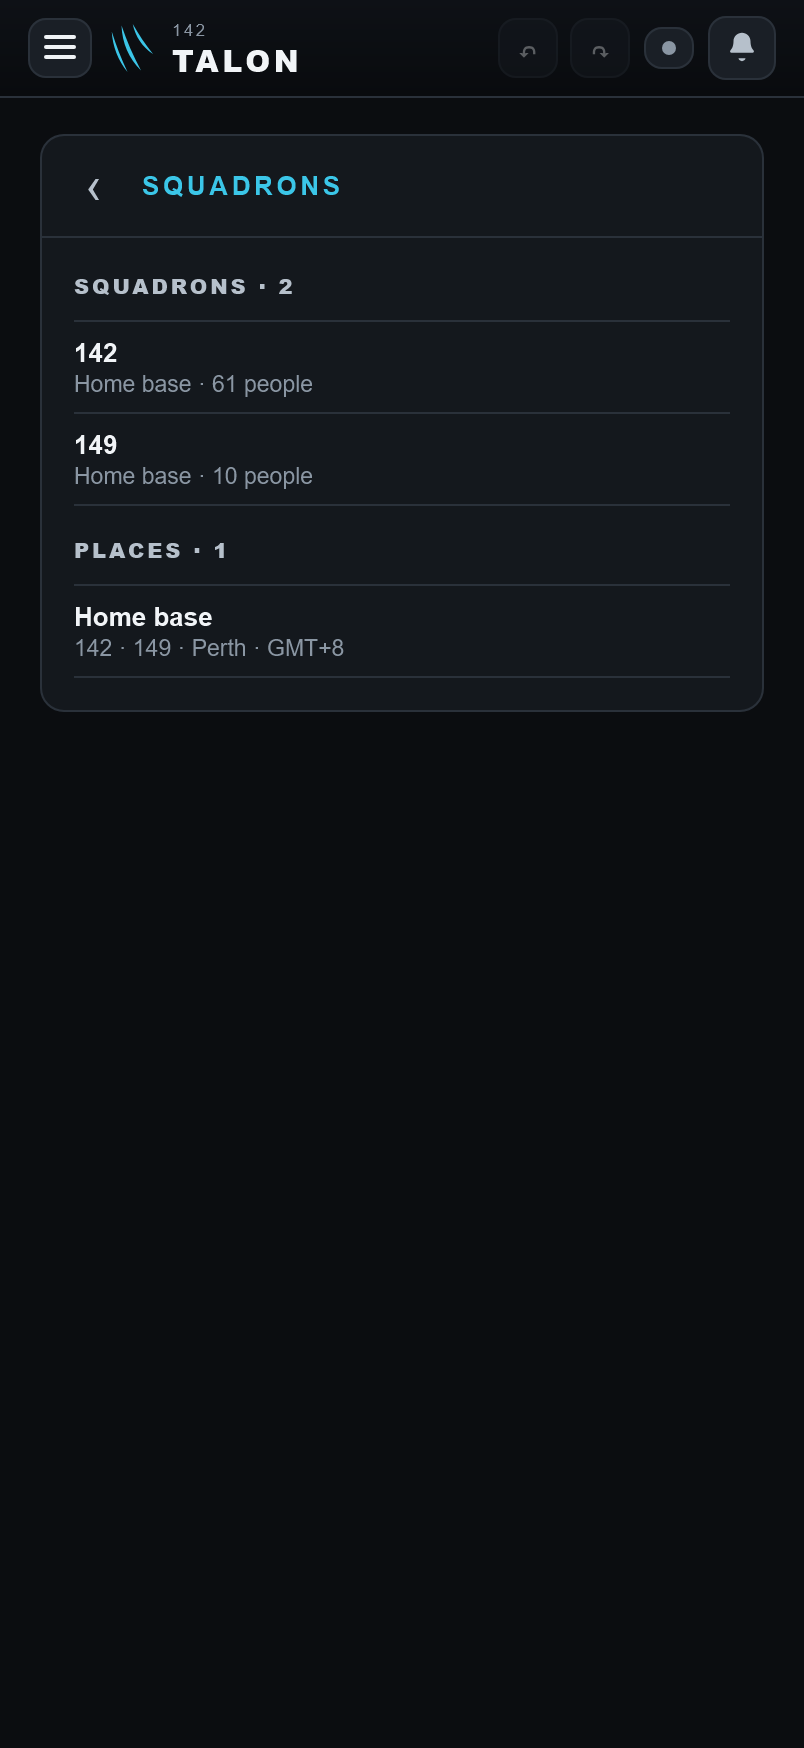 142
TALON
SQUADRONS
SQUADRONS · 2
142
Home base · 61 people
149
Home base · 10 people
PLACES · 1
Home base
142 · 149 · Perth · GMT+8